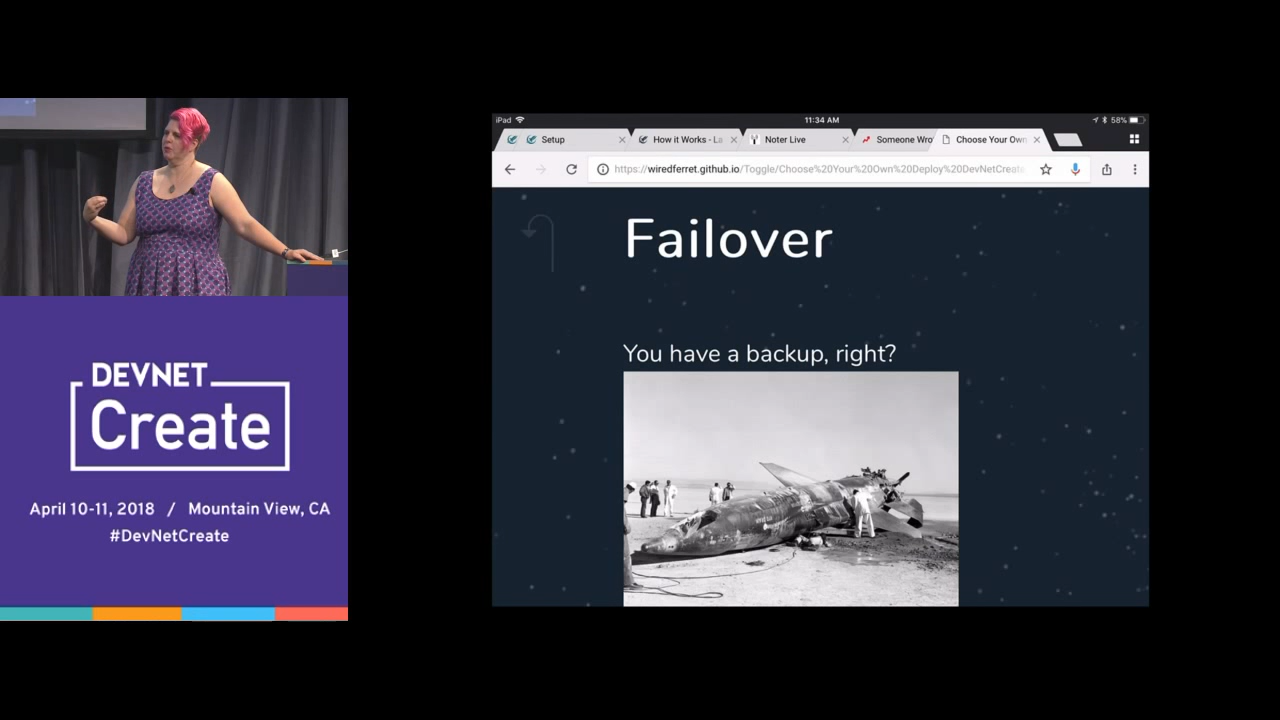 DEVNET
Create
April 10-11, 2018 / Mountain View, CA
#DevNetCreate
iPad
11:34 AM
58%
Setup
How it Works - La
Noter Live
Someone Wro
Choose Your Own
https://wiredferret.github.io/Toggle/Choose%20Your%20Own%20Deploy%20DevNetCreate
Failover
You have a backup, right?